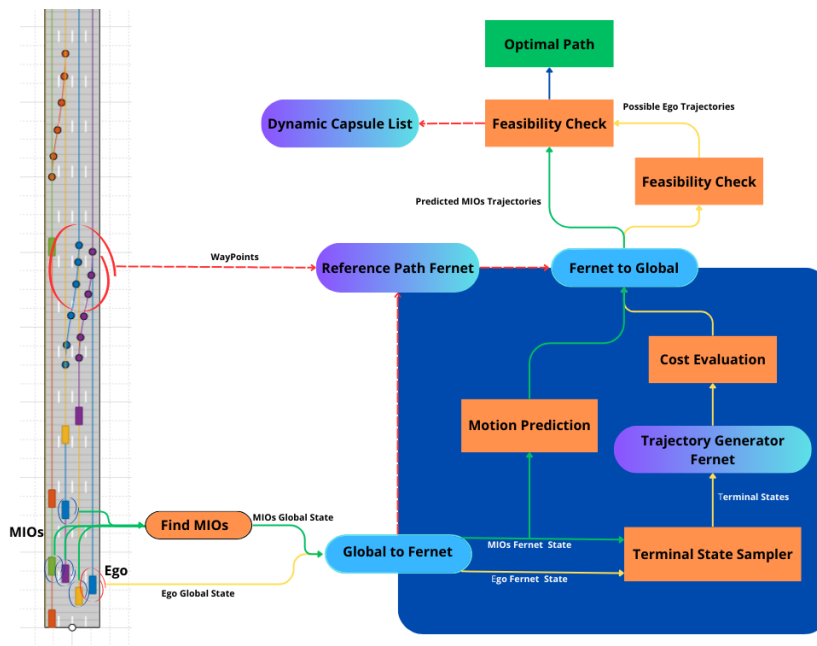 Optimal Path
Possible Ego Trajectories
Dynamic Capsule List
Feasibility Check
Feasibility Check
Predicted MIOs Trajectories
WayPoints
Reference Path Fernet
Fernet to Global
Cost Evaluation
Motion Prediction
Trajectory Generator
Fernet
Terminal States
MIOs
Find MIOs
MIOs Global State
Global to Fernet
MIOs Fernet State
Terminal State Sampler
Ego
Ego Global State
Ego Fernet State